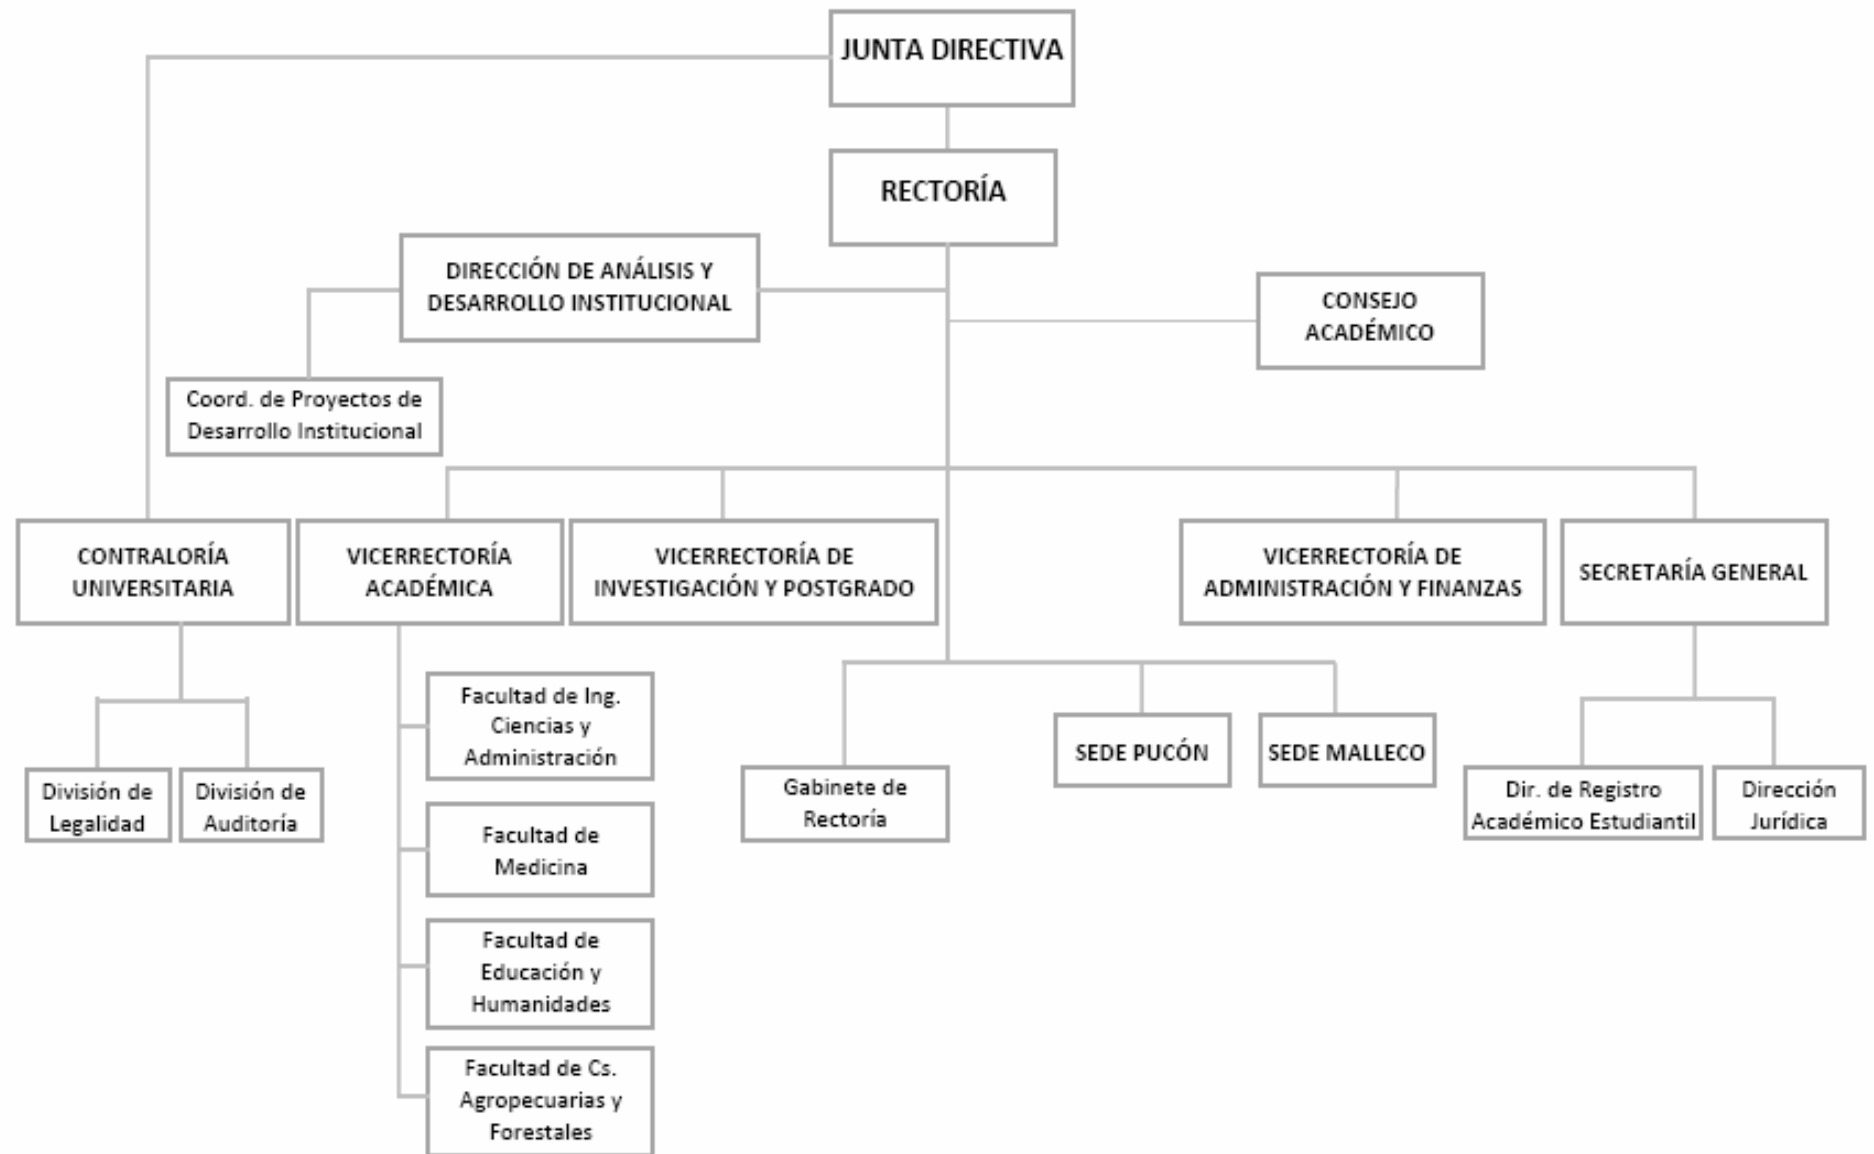 JUNTA DIRECTIVA
RECTORÍA
DIRECCIÓN DE ANÁLISIS Y
DESARROLLO INSTITUCIONAL
CONSEJO
ACADÉMICO
Coord. de Proyectos de
Desarrollo Institucional
CONTRALORÍA
UNIVERSITARIA
VICERRECTORÍA
ACADÉMICA
VICERRECTORÍA DE
INVESTIGACIÓN Y POSTGRADO
VICERRECTORÍA DE
ADMINISTRACIÓN Y FINANZAS
SECRETARÍA GENERAL
División de
Legalidad
División de
Auditoría
Facultad de Ing.
Ciencias y
Administración
Facultad de
Medicina
Facultad de
Educación y
Humanidades
Facultad de Cs.
Agropecuarias y
Forestales
Gabinete de
Rectoría
SEDE PUCÓN
SEDE MALLECO
Dir. de Registro
Académico Estudiantil
Dirección
Jurídica